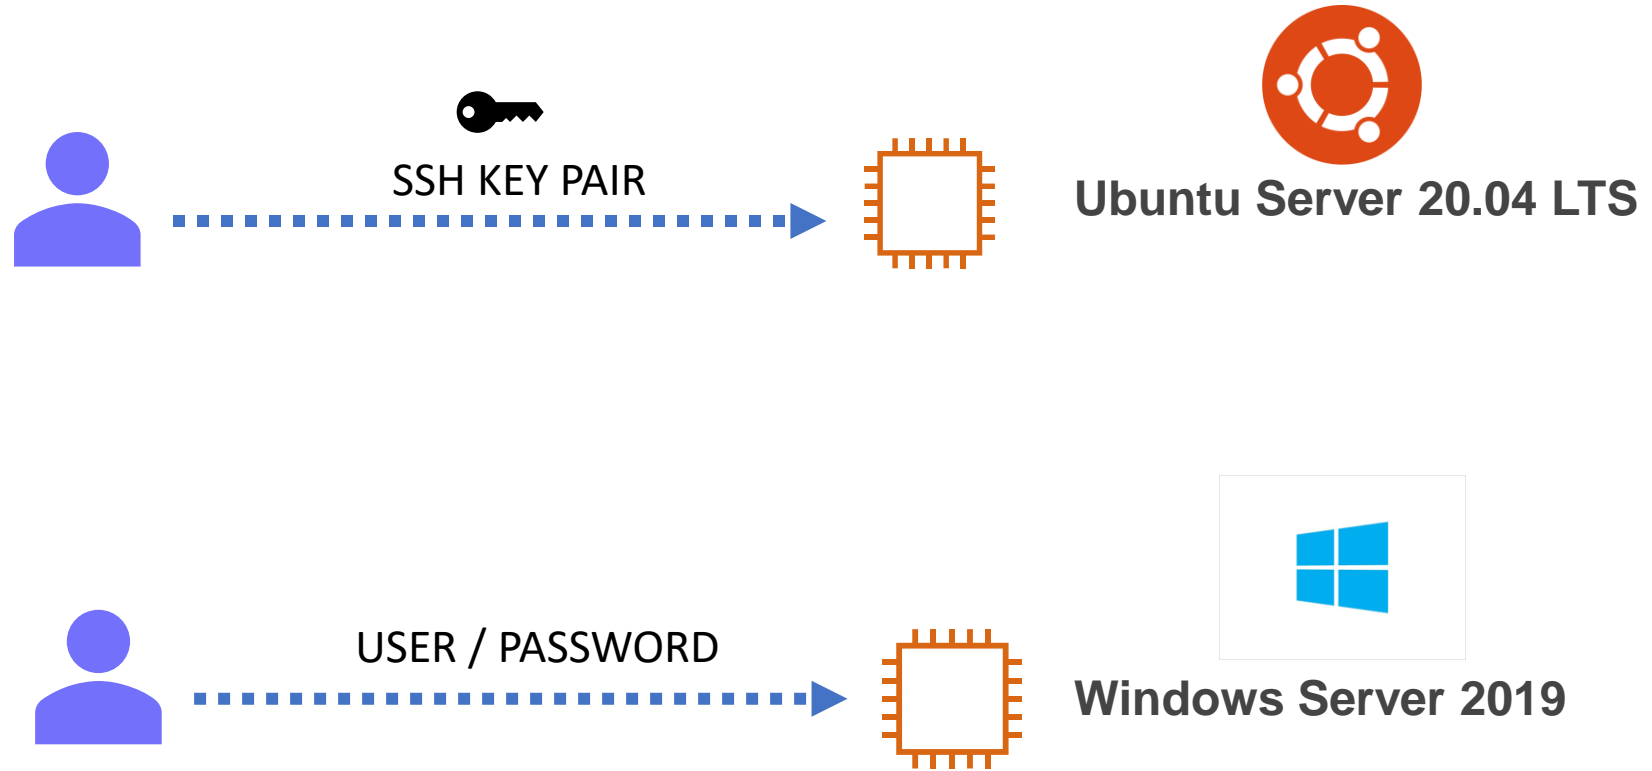 SSH KEY PAIR
Ubuntu Server 20.04 LTS
USER / PASSWORD
Windows Server 2019